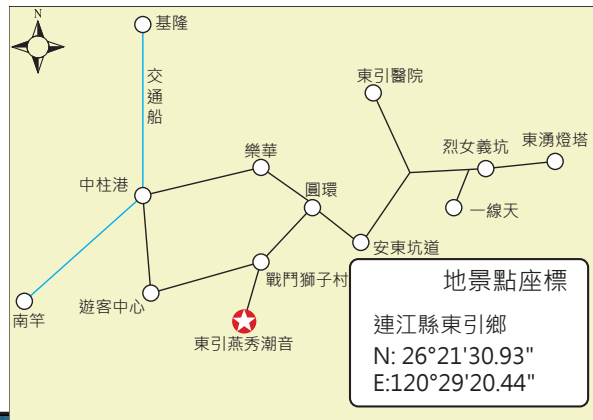 N
基隆
交通船
東引醫院
烈女義坑
東湧燈塔
樂華
中柱港
圓環
一線天
安東坑道
戰鬥獅子村
遊客中心
南竿
東引燕秀潮音
地景點座標
連江縣東引鄉
N: 26°21'30.93"
E:120°29'20.44"